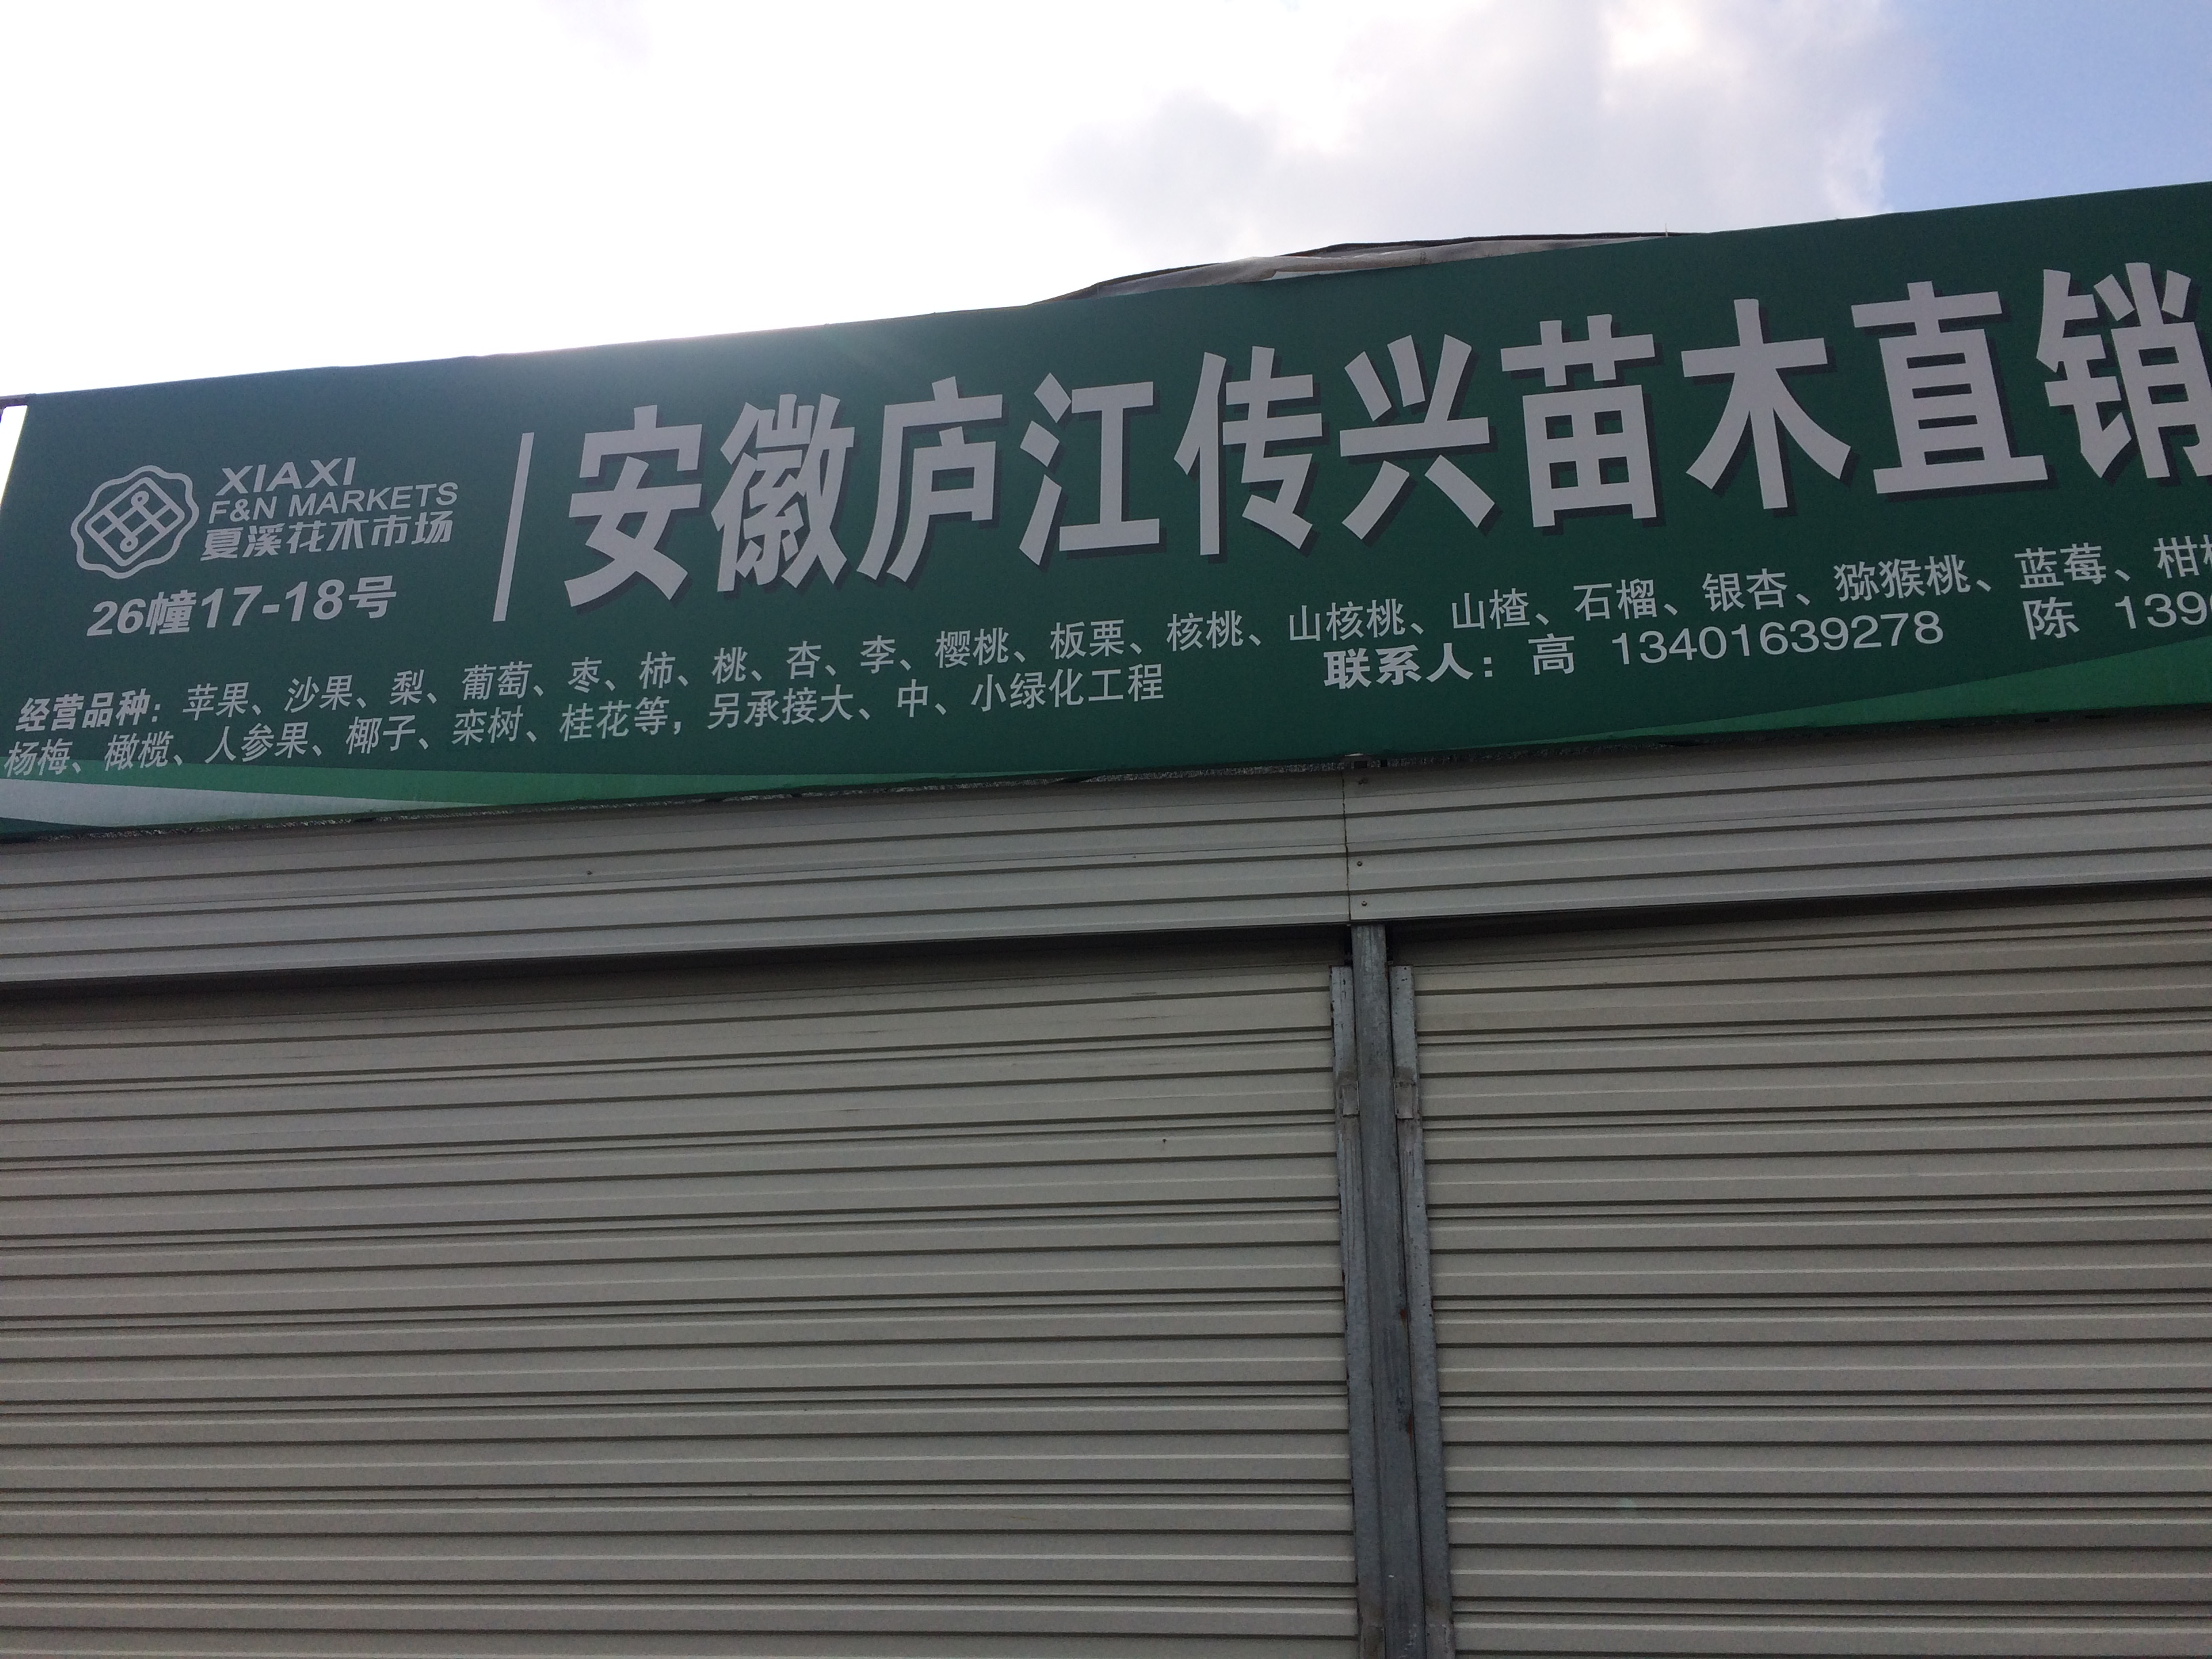 XIAXI
F&N MARKETS
夏溪花木市场
26幢17-18号
安徽庐江传兴苗木直销
经营品种：苹果、沙果、梨、葡萄、枣、柿、桃、杏、李、樱桃、板栗、核桃、山核桃、山楂、石榴、银杏、猕猴桃、蓝莓、柑
杨梅、橄榄、人参果、椰子、栾树、桂花等，另承接大、中、小绿化工程
联系人：高 13401639278 陈 139